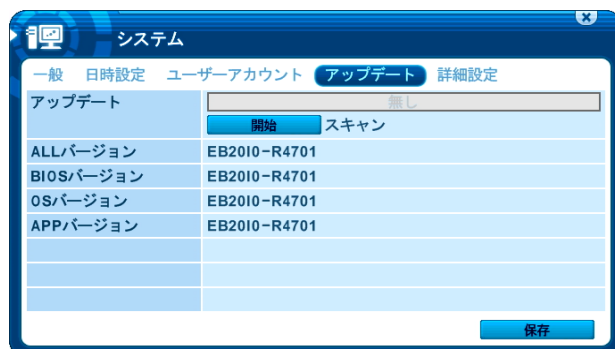 システム
一般 日時設定 ユーザーアカウント アップデート 詳細設定
アップデート 無し
開始 スキャン
ALLバージョン EB20I0-R4701
BIOSバージョン EB20I0-R4701
OSバージョン EB20I0-R4701
APPバージョン EB20I0-R4701
保存